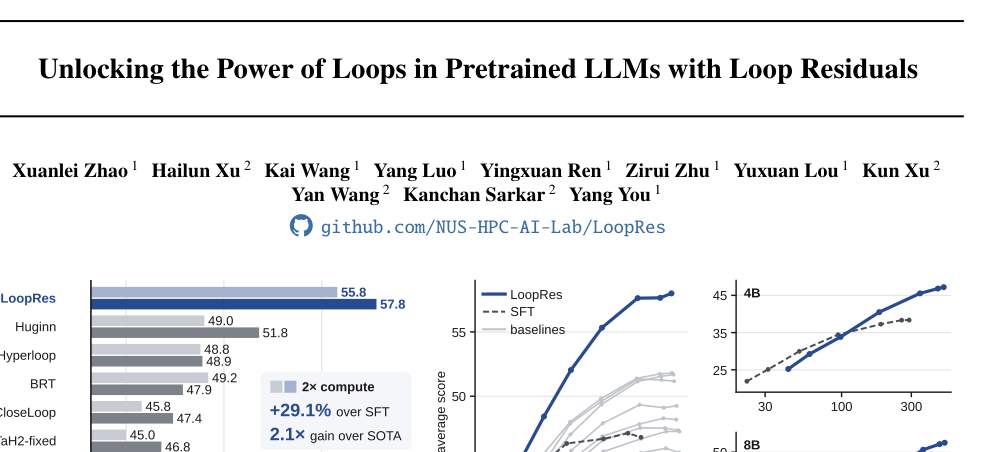 Unlocking the Power of Loops in Pretrained LLMs with Loop Residuals
Xuanlei Zhao 1 Hailun Xu 2 Kai Wang 1 Yang Luo 1 Yingxuan Ren 1 Zirui Zhu 1 Yuxuan Lou 1 Kun Xu 2
Yan Wang 2 Kanchan Sarkar 2 Yang You 1
github.com/NUS-HPC-AI-Lab/LoopRes
LoopRes
55.8
57.8
Huginn
49.0
51.8
Hyperloop
48.8
48.9
BRT
49.2
47.9
CloseLoop
45.8
47.4
TaH2-fixed
45.0
46.8
2× compute
+29.1% over SFT
2.1× gain over SOTA
LoopRes
SFT
baselines
55
50
average score
4B
45
35
25
30
100
300
8B
50